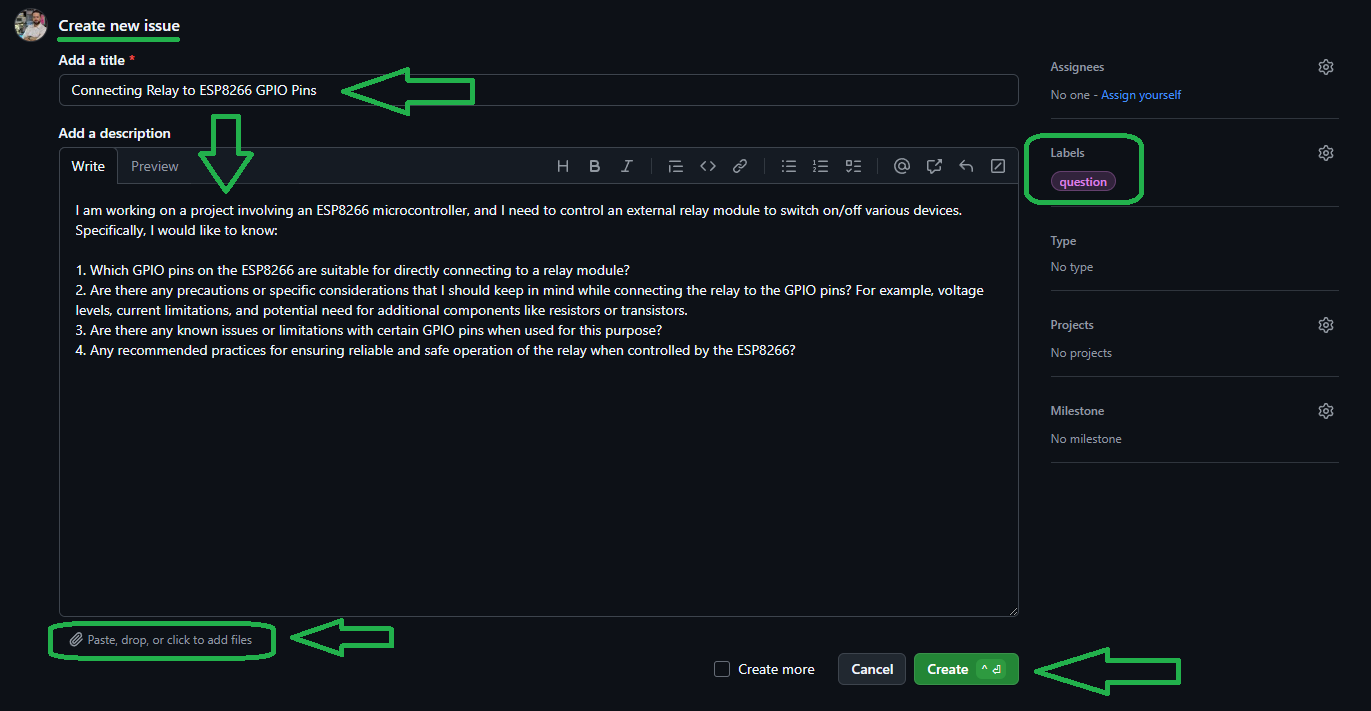 Create new issue
Add a title *
Connecting Relay to ESP8266 GPIO Pins
Add a description
Write Preview
I am working on a project involving an ESP8266 microcontroller, and I need to control an external relay module to switch on/off various devices.
Specifically, I would like to know:
1. Which GPIO pins on the ESP8266 are suitable for directly connecting to a relay module?
2. Are there any precautions or specific considerations that I should keep in mind while connecting the relay to the GPIO pins? For example, voltage
levels, current limitations, and potential need for additional components like resistors or transistors.
3. Are there any known issues or limitations with certain GPIO pins when used for this purpose?
4. Any recommended practices for ensuring reliable and safe operation of the relay when controlled by the ESP8266?
Paste, drop, or click to add files
Create more
Cancel
Create
Assignees
No one - Assign yourself
Labels
question
Type
No type
Projects
No projects
Milestone
No milestone